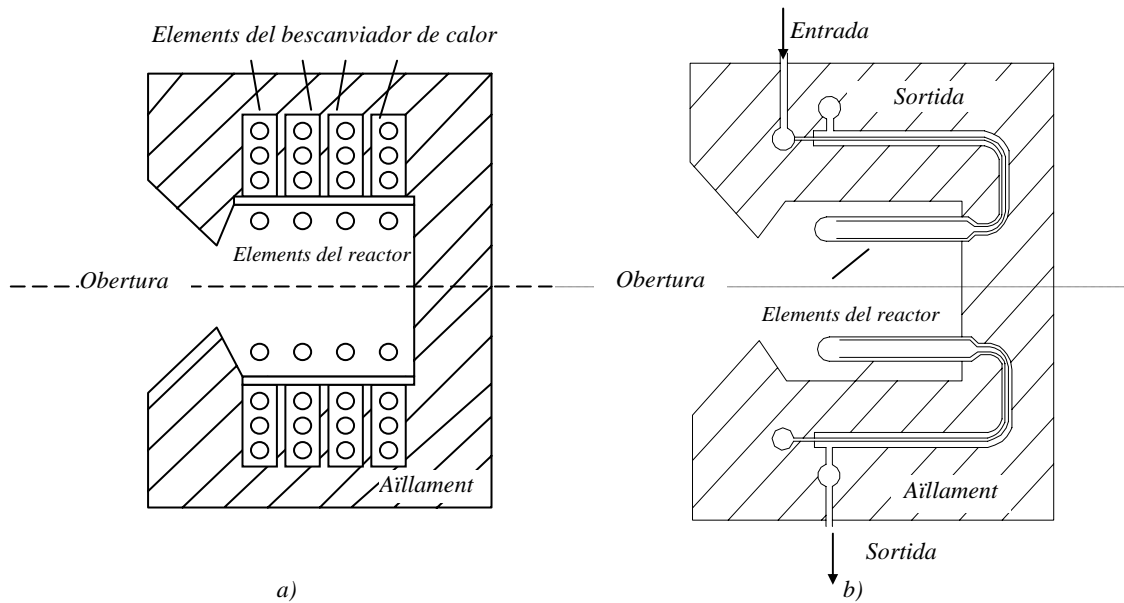 Elements del bescanviador de calor
Elements del reactor
Obertura
Aïllament
a)
Entrada
Sortida
Obertura
Elements del reactor
Aïllament
Sortida
b)